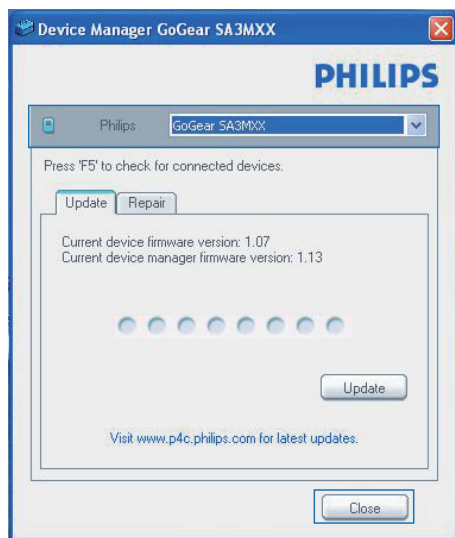 Device Manager GoGear SA3MXX
PHILIPS
Philips GoGear SA3MXX
Press 'F5' to check for connected devices.
Update Repair
Current device firmware version: 1.07
Current device manager firmware version: 1.13
Update
Visit www.p4c.philips.com for latest updates.
Close